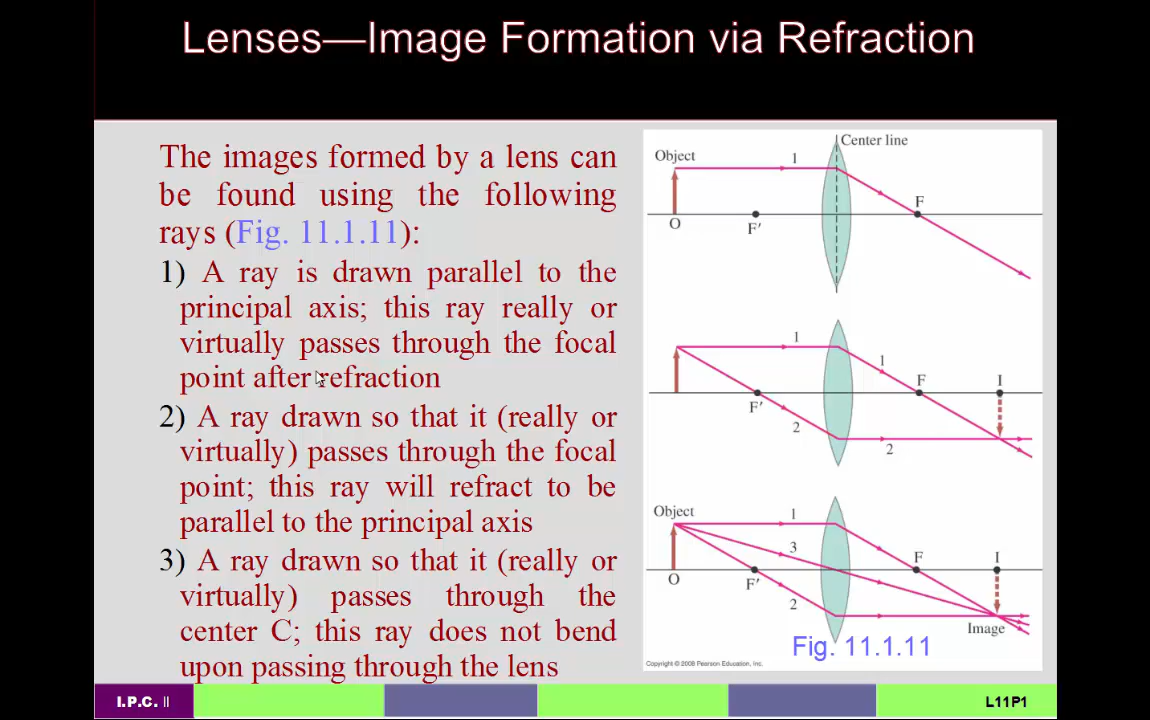 Lenses—Image Formation via Refraction
The images formed by a lens can
be found using the following
rays (Fig. 11.1.11):
1) A ray is drawn parallel to the
principal axis; this ray really or
virtually passes through the focal
point after refraction
2) A ray drawn so that it (really or
virtually) passes through the focal
point; this ray will refract to be
parallel to the principal axis
3) A ray drawn so that it (really or
virtually) passes through the
center C; this ray does not bend
upon passing through the lens
Center line
Object
1
F
O
F'
1
1
F
I
F'
2
2
Object
1
3
F
I
O
F'
2
Image
Fig. 11.1.11
Copyright © 2008 Pearson Education, Inc.
I.P.C. II
L11P1